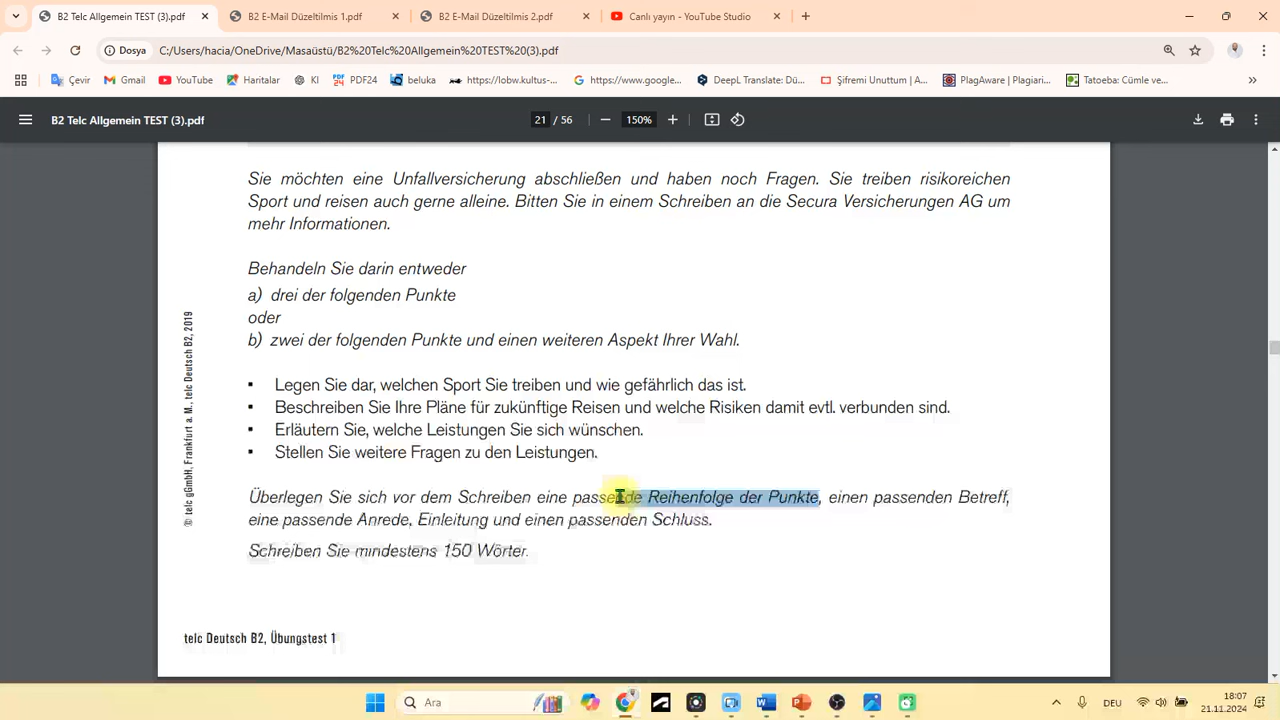 B2 Telc Allgemein TEST (3).pdf
B2 E-Mail Düzeltilmis 1.pdf
B2 E-Mail Düzeltilmis 2.pdf
Canlı yayın - YouTube Studio
Dosya
C:/Users/hacia/OneDrive/Masaüstü/B2%20Telc%20Allgemein%20TEST%20(3).pdf
Çevir
Gmail
YouTube
Haritalar
KI
PDF24
beluka
https://lobw.kultus-...
https://www.google...
DeepL Translate: Dü...
Şifremi Unuttum | A...
PlagAware | Plagiari...
Tatoeba: Cümle ve...
B2 Telc Allgemein TEST (3).pdf
21 / 56
150%
Sie möchten eine Unfallversicherung abschließen und haben noch Fragen. Sie treiben risikoreichen
Sport und reisen auch gerne alleine. Bitten Sie in einem Schreiben an die Secura Versicherungen AG um
mehr Informationen.
Behandeln Sie darin entweder
a) drei der folgenden Punkte
oder
b) zwei der folgenden Punkte und einen weiteren Aspekt Ihrer Wahl.
▪ Legen Sie dar, welchen Sport Sie treiben und wie gefährlich das ist.
▪ Beschreiben Sie Ihre Pläne für zukünftige Reisen und welche Risiken damit evtl. verbunden sind.
▪ Erläutern Sie, welche Leistungen Sie sich wünschen.
▪ Stellen Sie weitere Fragen zu den Leistungen.
Überlegen Sie sich vor dem Schreiben eine passende Reihenfolge der Punkte, einen passenden Betreff,
eine passende Anrede, Einleitung und einen passenden Schluss.
Schreiben Sie mindestens 150 Wörter.
© telc gGmbH, Frankfurt a. M., telc Deutsch B2, 2019
telc Deutsch B2, Übungstest 1
Ara
DEU
18:07
21.11.2024